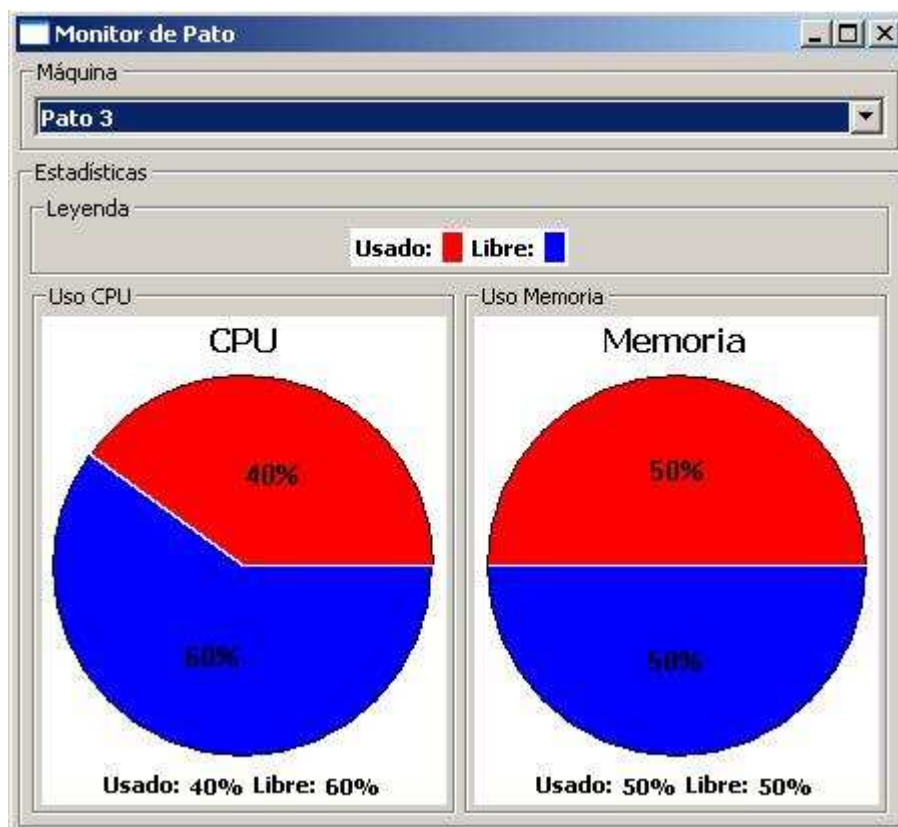 Monitor de Pato
Máquina
Pato 3
Estadísticas
Leyenda
Usado: Libre:
Uso CPU
CPU
40%
60%
Usado: 40% Libre: 60%
Uso Memoria
Memoria
50%
50%
Usado: 50% Libre: 50%